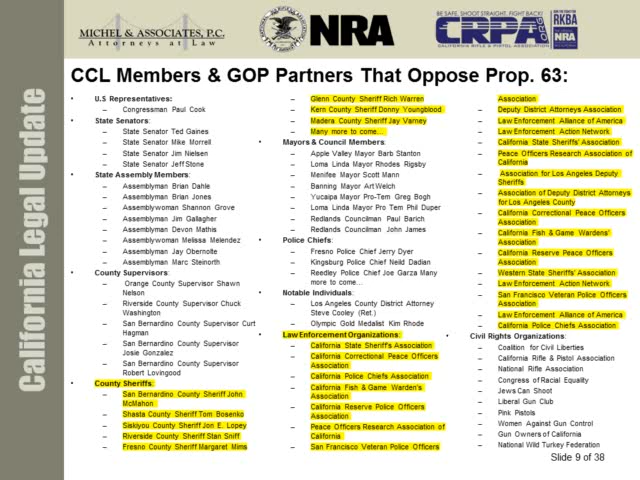 MICHEL & ASSOCIATES, P.C.
Attorneys at Law
NRA
BE SAFE, SHOOT STRAIGHT, FIGHT BACK!
CRPA.ORG
CALIFORNIA RIFLE & PISTOL ASSOCIATION
RKBA
NRA
California Legal Update
CCL Members & GOP Partners That Oppose Prop. 63:
• U.S Representatives:
– Congressman Paul Cook
• State Senators:
– State Senator Ted Gaines
– State Senator Mike Morrell
– State Senator Jim Nielsen
– State Senator Jeff Stone
• State Assembly Members:
– Assemblyman Brian Dahle
– Assemblyman Brian Jones
– Assemblywoman Shannon Grove
– Assemblyman Jim Gallagher
– Assemblyman Devon Mathis
– Assemblywoman Melissa Melendez
– Assemblyman Jay Obernolte
– Assemblyman Marc Steinorth
• County Supervisors:
– Orange County Supervisor Shawn
Nelson
– Riverside County Supervisor Chuck
Washington
– San Bernardino County Supervisor Curt
Hagman
– San Bernardino County Supervisor
Josie Gonzalez
– San Bernardino County Supervisor
Robert Lovingood
• County Sheriffs:
– San Bernardino County Sheriff John
McMahon
– Shasta County Sheriff Tom Bosenko
– Siskiyou County Sheriff Jon E. Lopey
– Riverside County Sheriff Stan Sniff
– Fresno County Sheriff Margaret Mims
– Glenn County Sheriff Rich Warren
– Kern County Sheriff Donny Youngblood
– Madera County Sheriff Jay Varney
– Many more to come...
• Mayors & Council Members:
– Apple Valley Mayor Barb Stanton
– Loma Linda Mayor Rhodes Rigsby
– Menifee Mayor Scott Mann
– Banning Mayor Art Welch
– Yucaipa Mayor Pro-Tem Greg Bogh
– Loma Linda Mayor Pro Tem Phil Duper
– Redlands Councilman Paul Barich
– Redlands Councilman John James
• Police Chiefs:
– Fresno Police Chief Jerry Dyer
– Kingsburg Police Chief Neild Dadian
– Reedley Police Chief Joe Garza Many
more to come...
• Notable Individuals:
– Los Angeles County District Attorney
Steve Cooley (Ret.)
– Olympic Gold Medalist Kim Rhode
• Law Enforcement Organizations:
– California State Sheriff's Association
– California Correctional Peace Officers
Association
– California Police Chiefs Association
– California Fish & Game Warden's
Association
– California Reserve Police Officers
Association
– Peace Officers Research Association of
California
– San Francisco Veteran Police Officers
Association
– Deputy District Attorneys Association
– Law Enforcement Alliance of America
– Law Enforcement Action Network
– California State Sheriffs' Association
– Peace Officers Research Association of
California
– Association for Los Angeles Deputy
Sheriffs
– Association of Deputy District Attorneys
for Los Angeles County
– California Correctional Peace Officers
Association
– California Fish & Game Wardens'
Association
– California Reserve Peace Officers
Association
– Western State Sheriffs' Association
– Law Enforcement Action Network
– San Francisco Veteran Police Officers
Association
– Law Enforcement Alliance of America
– California Police Chiefs Association
• Civil Rights Organizations:
– Coalition for Civil Liberties
– California Rifle & Pistol Association
– National Rifle Association
– Congress of Racial Equality
– Jews Can Shoot
– Liberal Gun Club
– Pink Pistols
– Women Against Gun Control
– Gun Owners of California
– National Wild Turkey Federation
Slide 9 of 38